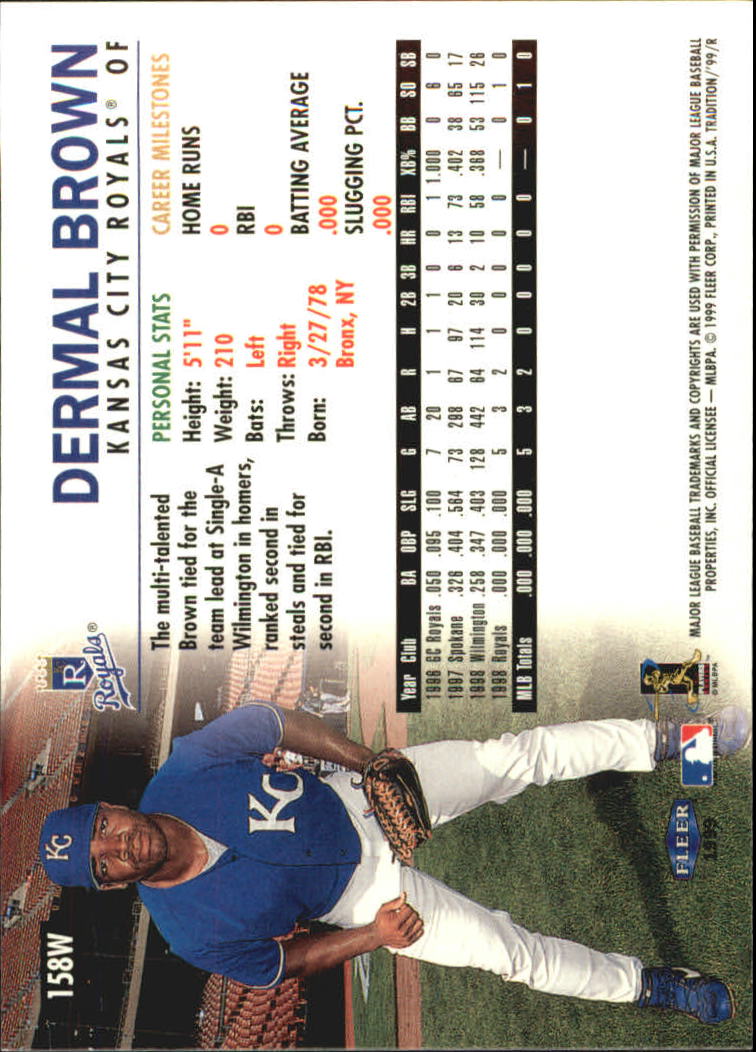 158W
1999
R
Royals®
DERMAL BROWN
KANSAS CITY ROYALS® OF
The multi-talented
Brown tied for the
team lead at Single-A
Wilmington in homers,
ranked second in
steals and tied for
second in RBI.
PERSONAL STATS
Height: 5'11"
Weight: 210
Bats: Left
Throws: Right
Born: 3/27/78
Bronx, NY
CAREER MILESTONES
HOME RUNS
0
RBI
0
BATTING AVERAGE
.000
SLUGGING PCT.
.000
Year Club BA OBP SLG G AB R H 2B 3B HR RBI XB% BB SO SB
1996 GC Royals .050 .095 .100 7 20 1 1 1 0 0 1 1.000 0 6 0
1997 Spokane .326 .404 .564 73 298 67 97 20 6 13 73 .402 38 65 17
1998 Wilmington .258 .347 .403 128 442 64 114 30 2 10 58 .368 53 115 26
1998 Royals .000 .000 .000 5 3 2 0 0 0 0 0 — 0 1 0
MLB Totals .000 .000 .000 5 3 2 0 0 0 0 0 — 0 1 0
KC
KC
FLEER
1999
PLAYERS
© MLBPA
MAJOR LEAGUE BASEBALL TRADEMARKS AND COPYRIGHTS ARE USED WITH PERMISSION OF MAJOR LEAGUE BASEBALL
PROPERTIES, INC. OFFICIAL LICENSEE — MLBPA. © 1999 FLEER CORP., PRINTED IN U.S.A. TRADITION/'99/R